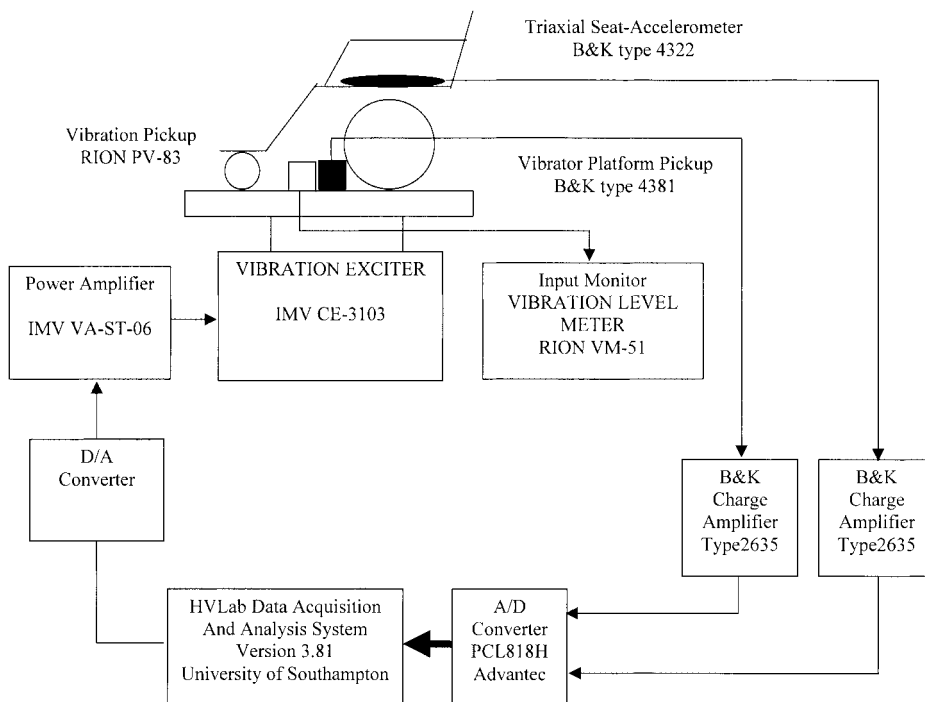 Triaxial Seat-Accelerometer
B&K type 4322
Vibration Pickup
RION PV-83
Vibrator Platform Pickup
B&K type 4381
Power Amplifier
IMV VA-ST-06
VIBRATION EXCITER
IMV CE-3103
Input Monitor
VIBRATION LEVEL
METER
RION VM-51
D/A
Converter
B&K
Charge
Amplifier
Type2635
B&K
Charge
Amplifier
Type2635
HVLab Data Acquisition
And Analysis System
Version 3.81
University of Southampton
A/D
Converter
PCL818H
Advantec